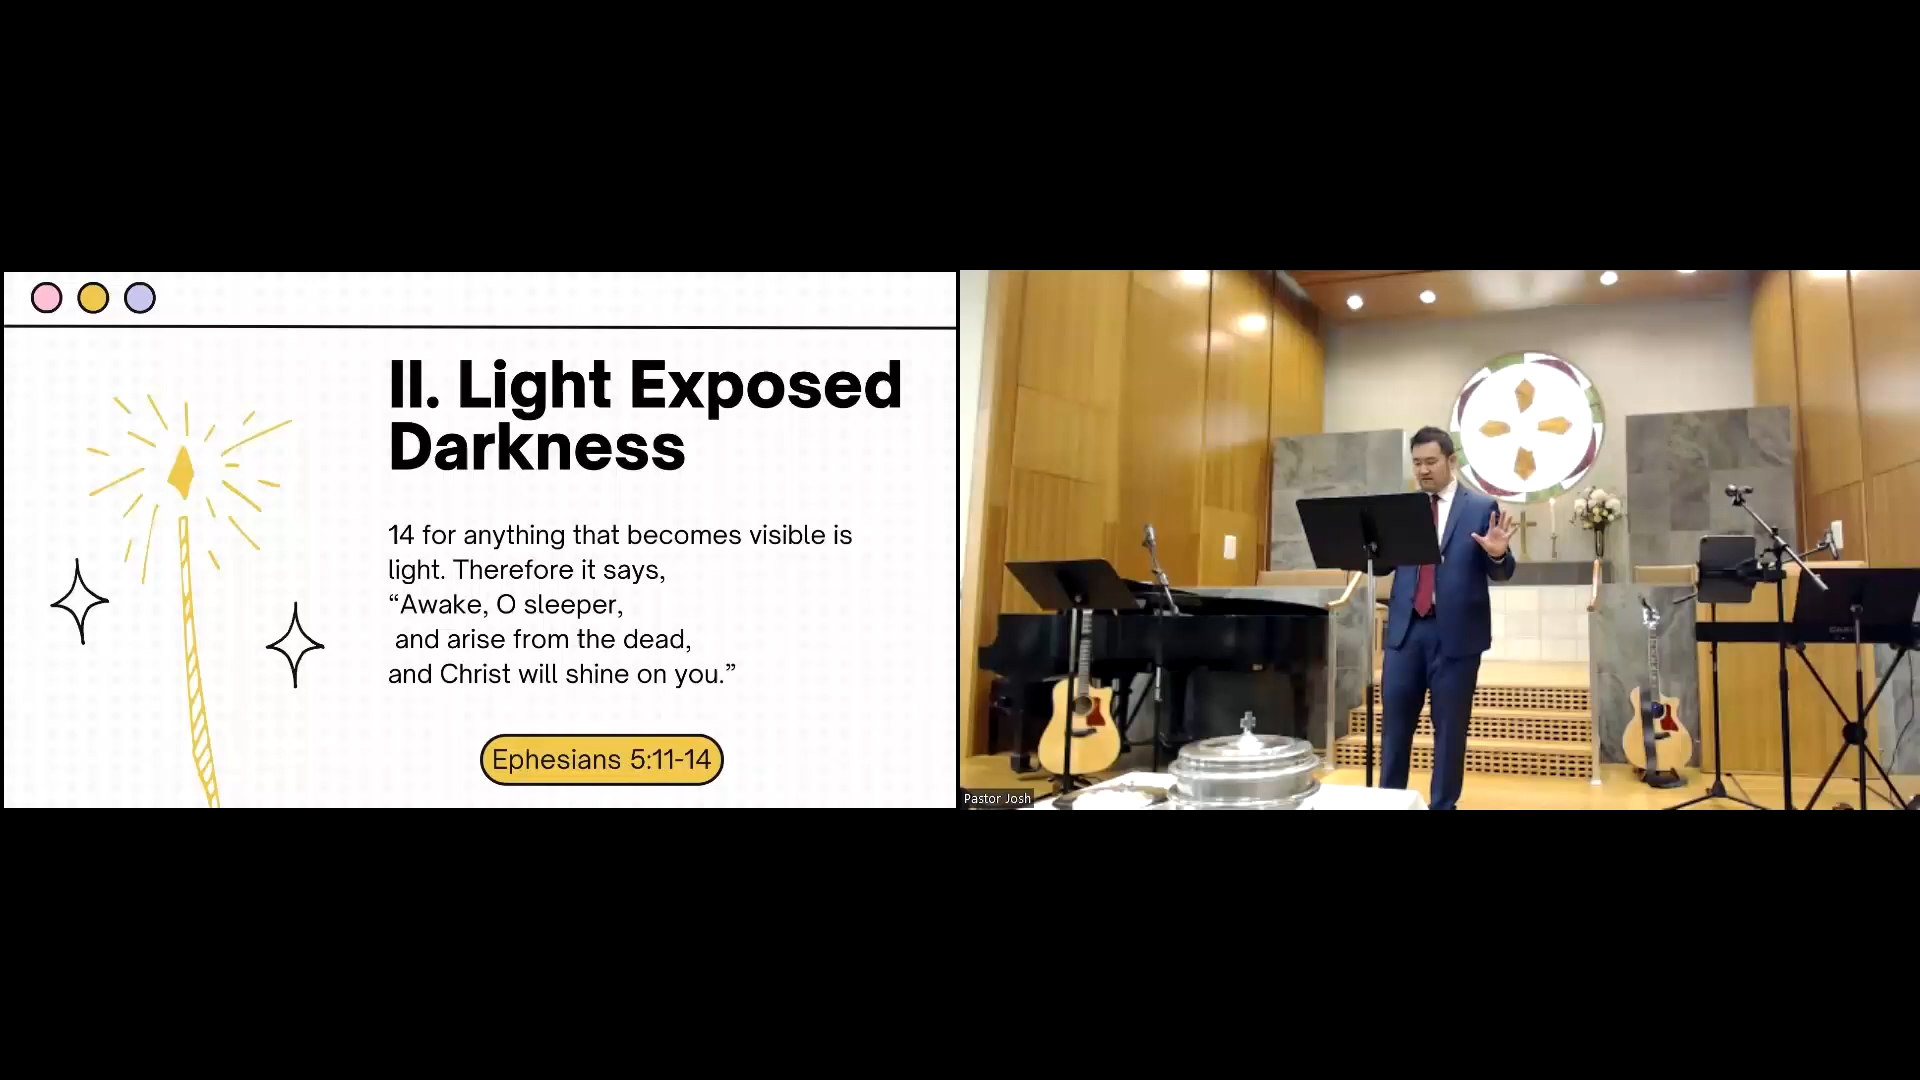 II. Light Exposed
Darkness
14 for anything that becomes visible is
light. Therefore it says,
“Awake, O sleeper,
and arise from the dead,
and Christ will shine on you.”
Ephesians 5:11-14
Pastor Josh